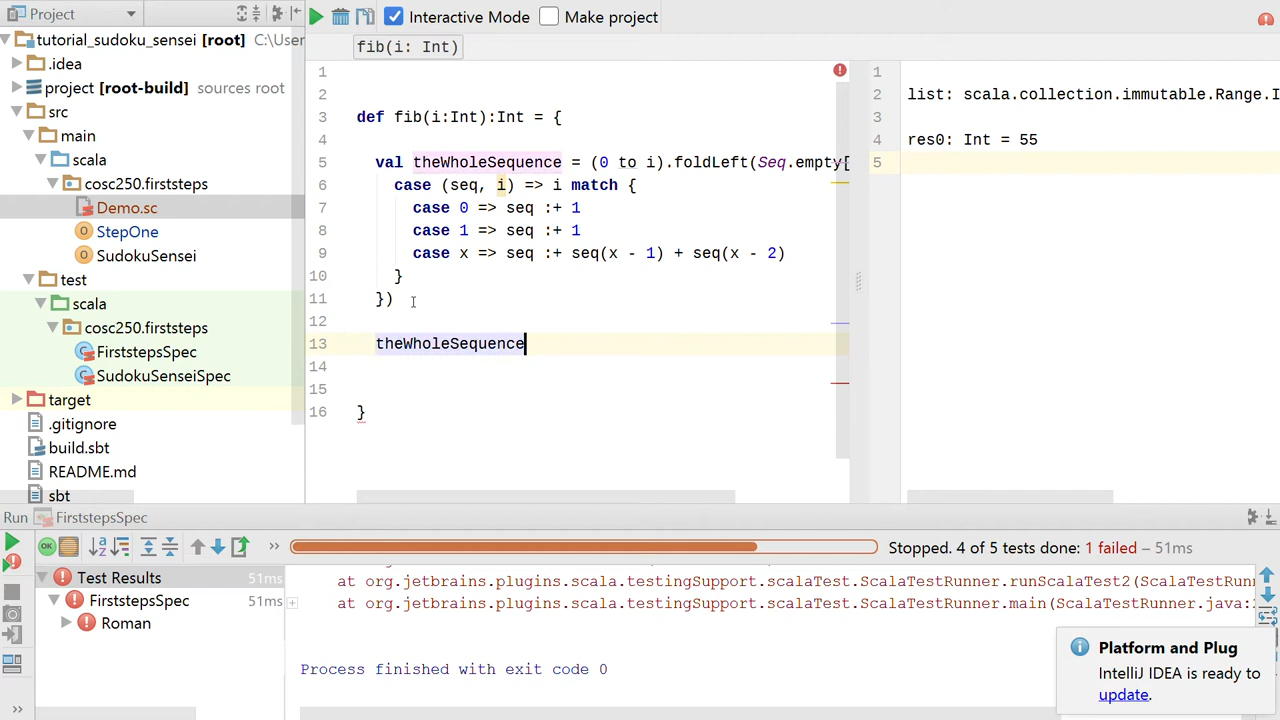 Project
Interactive Mode
Make project
tutorial_sudoku_sensei [root] C:\User
.idea
project [root-build] sources root
src
main
scala
cosc250.firststeps
Demo.sc
StepOne
SudokuSensei
test
scala
cosc250.firststeps
FirststepsSpec
SudokuSenseiSpec
target
.gitignore
build.sbt
README.md
sbt
fib(i: Int)
1
2
3 def fib(i:Int):Int = {
4
5 val theWholeSequence = (0 to i).foldLeft(Seq.empty[
6 case (seq, i) => i match {
7 case 0 => seq :+ 1
8 case 1 => seq :+ 1
9 case x => seq :+ seq(x - 1) + seq(x - 2)
10 }
11 })
12
13 theWholeSequence
14
15
16 }
1
2 list: scala.collection.immutable.Range.I
3
4 res0: Int = 55
5
Run FirststepsSpec
OK
Stopped. 4 of 5 tests done: 1 failed – 51ms
Test Results 51ms
FirststepsSpec 51ms
Roman
at org.jetbrains.plugins.scala.testingSupport.scalaTest.ScalaTestRunner.runScalaTest2(ScalaTestRunn
at org.jetbrains.plugins.scala.testingSupport.scalaTest.ScalaTestRunner.main(ScalaTestRunner.java:
Process finished with exit code 0
Platform and Plug
IntelliJ IDEA is ready to
update.